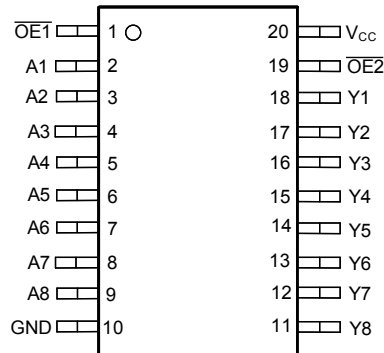 O̅E̅1̅ 1 20 VCC
A1 2 19 O̅E̅2̅
A2 3 18 Y1
A3 4 17 Y2
A4 5 16 Y3
A5 6 15 Y4
A6 7 14 Y5
A7 8 13 Y6
A8 9 12 Y7
GND 10 11 Y8